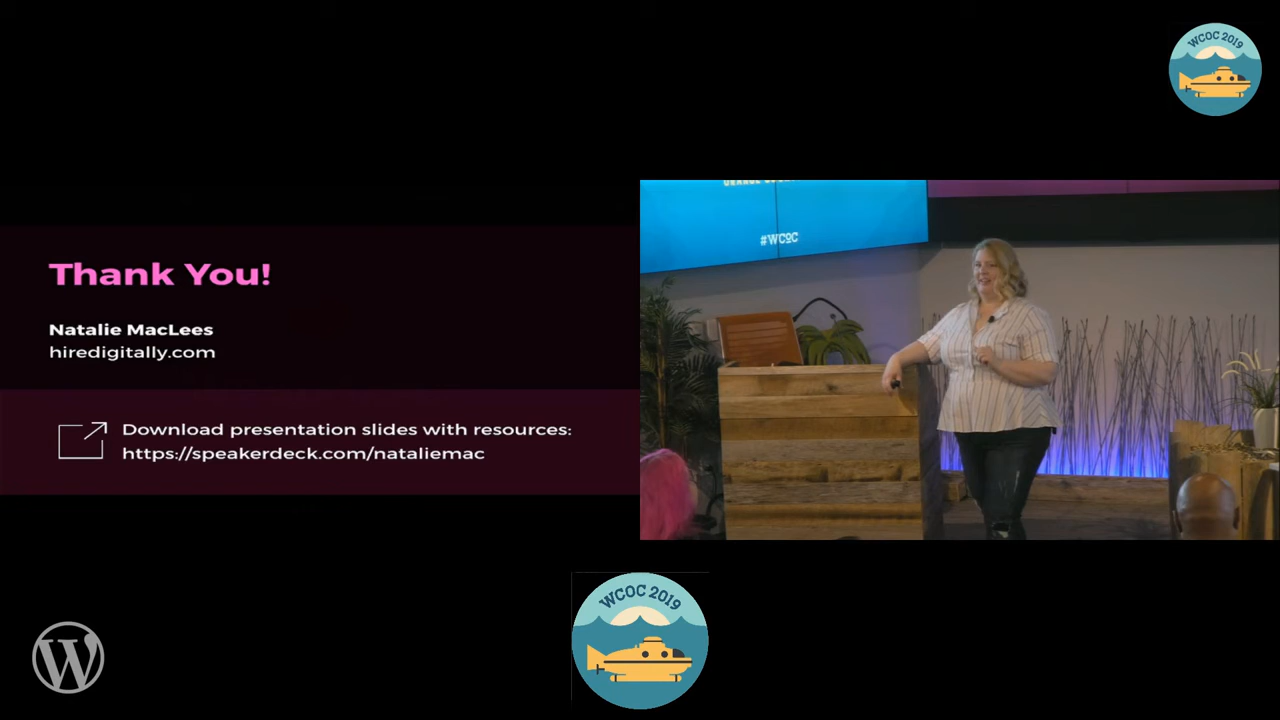 WCOC 2019
#WCOC
Thank You!
Natalie MacLees
hiredigitally.com
Download presentation slides with resources:
https://speakerdeck.com/nataliemac
WCOC 2019